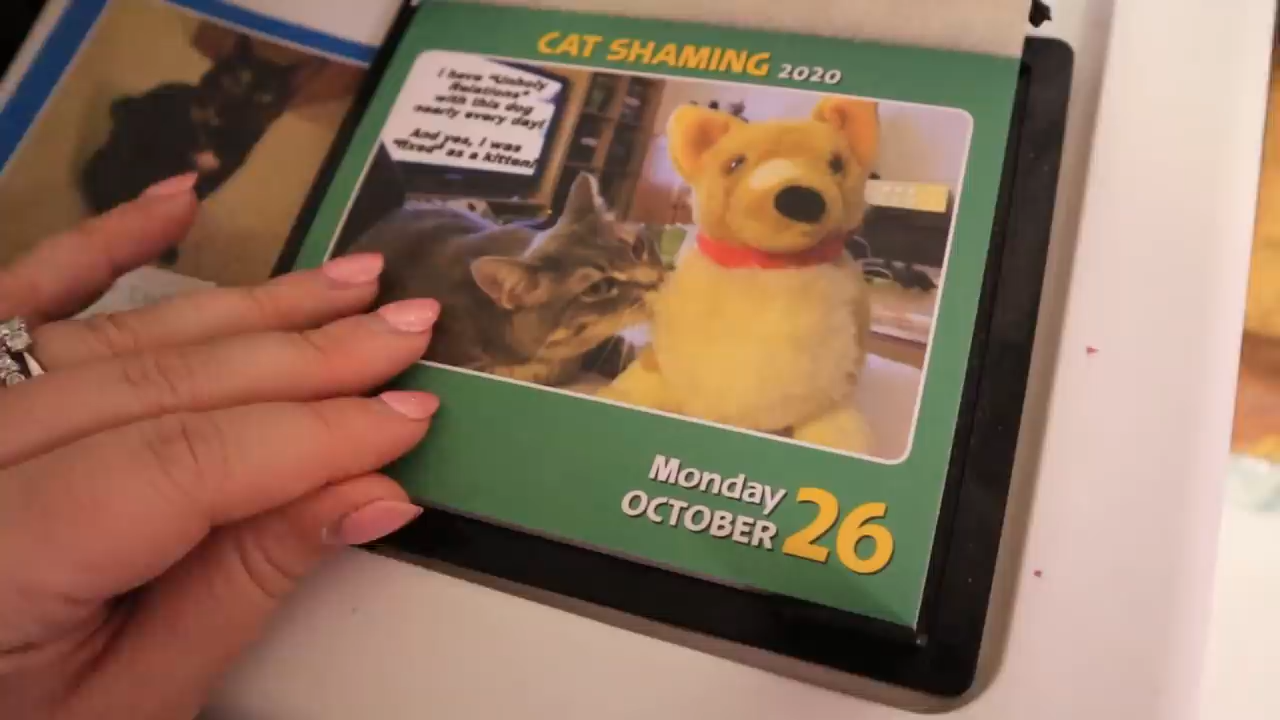 CAT SHAMING 2020
I have "Unholy
Relations"
with this dog
nearly every day!
And yes, I was
"fixed" as a kitten!
Monday
OCTOBER 26